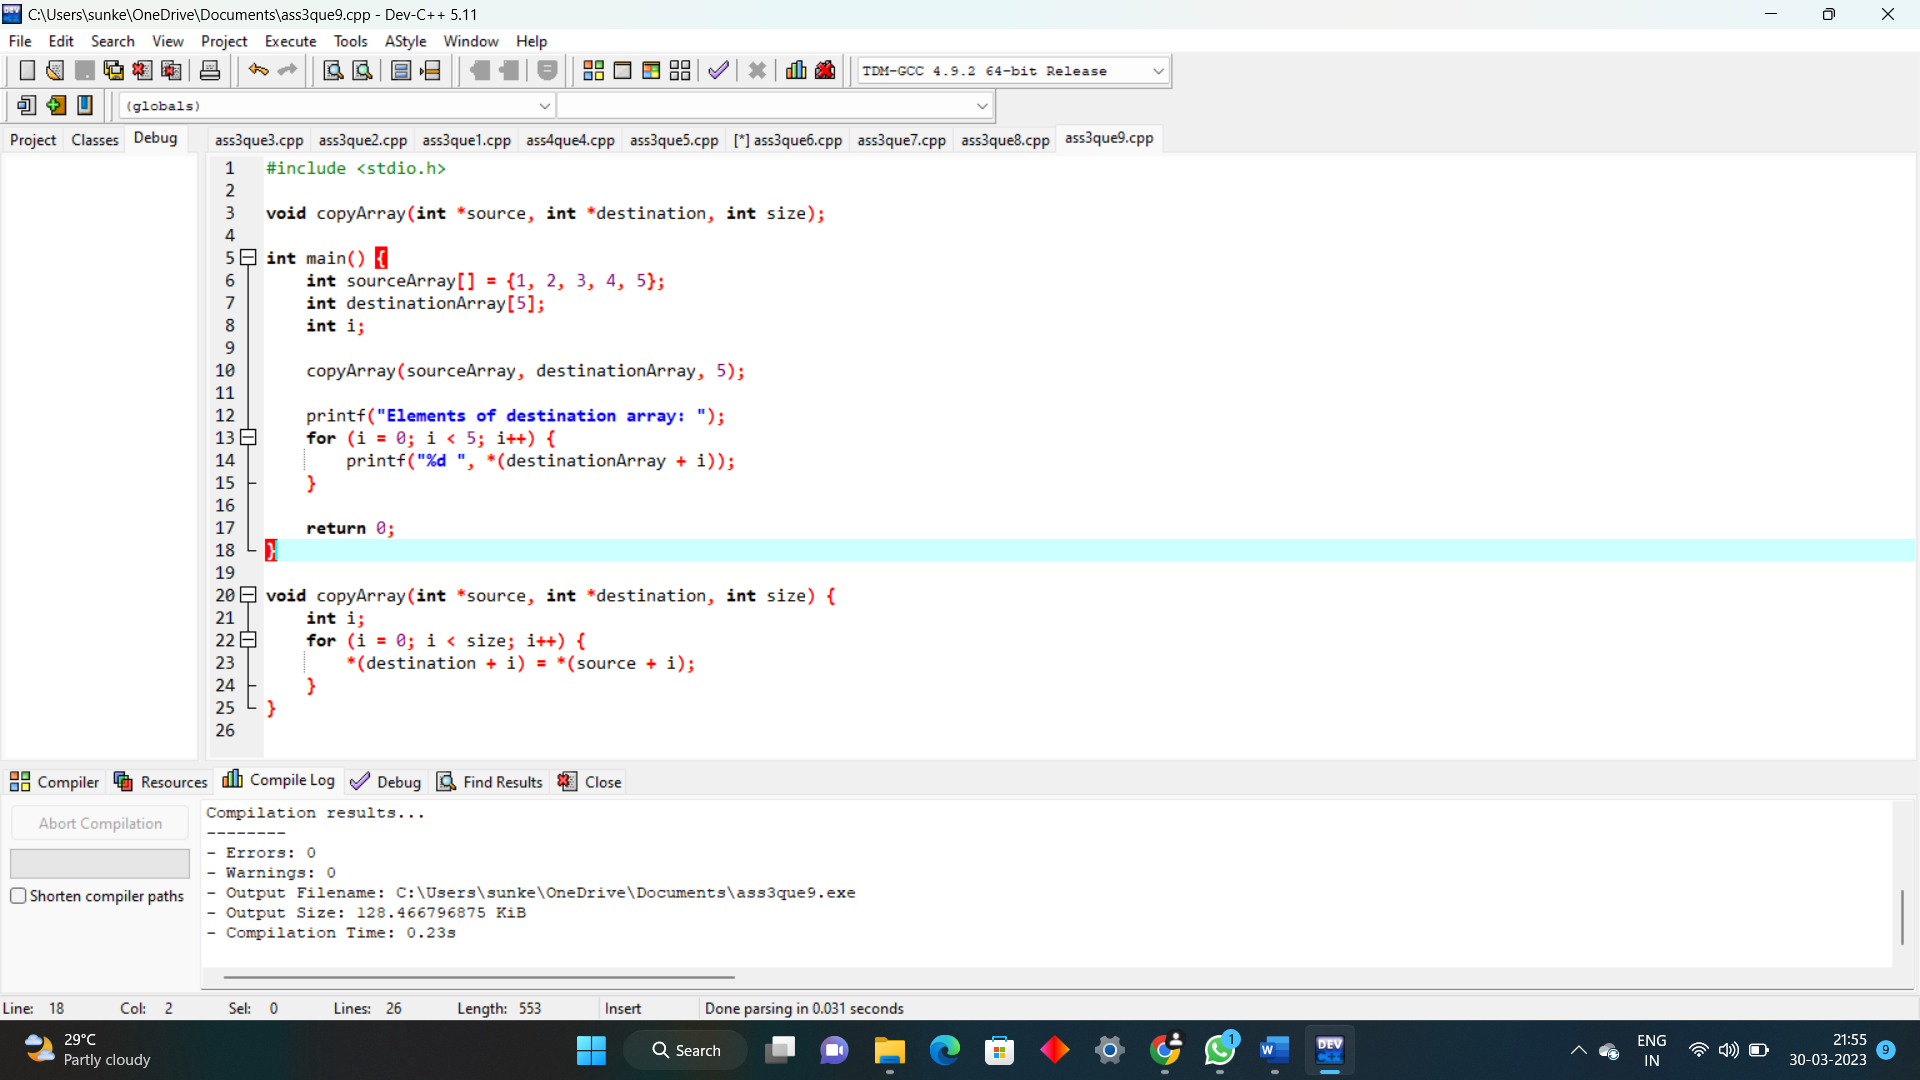 C:\Users\sunke\OneDrive\Documents\ass3que9.cpp - Dev-C++ 5.11
File Edit Search View Project Execute Tools AStyle Window Help
TDM-GCC 4.9.2 64-bit Release
(globals)
Project Classes Debug ass3que3.cpp ass3que2.cpp ass3que1.cpp ass4que4.cpp ass3que5.cpp [*] ass3que6.cpp ass3que7.cpp ass3que8.cpp ass3que9.cpp
1 #include <stdio.h>
2
3 void copyArray(int *source, int *destination, int size);
4
5 int main() {
6 int sourceArray[] = {1, 2, 3, 4, 5};
7 int destinationArray[5];
8 int i;
9
10 copyArray(sourceArray, destinationArray, 5);
11
12 printf("Elements of destination array: ");
13 for (i = 0; i < 5; i++) {
14 printf("%d ", *(destinationArray + i));
15 }
16
17 return 0;
18 }
19
20 void copyArray(int *source, int *destination, int size) {
21 int i;
22 for (i = 0; i < size; i++) {
23 *(destination + i) = *(source + i);
24 }
25 }
26
Compiler Resources Compile Log Debug Find Results Close
Abort Compilation
Shorten compiler paths
Compilation results...
--------
- Errors: 0
- Warnings: 0
- Output Filename: C:\Users\sunke\OneDrive\Documents\ass3que9.exe
- Output Size: 128.466796875 KiB
- Compilation Time: 0.23s
Line: 18 Col: 2 Sel: 0 Lines: 26 Length: 553 Insert Done parsing in 0.031 seconds
29°C
Partly cloudy
Search
1
W
DEV
C++
ENG
IN
21:55
30-03-2023
9